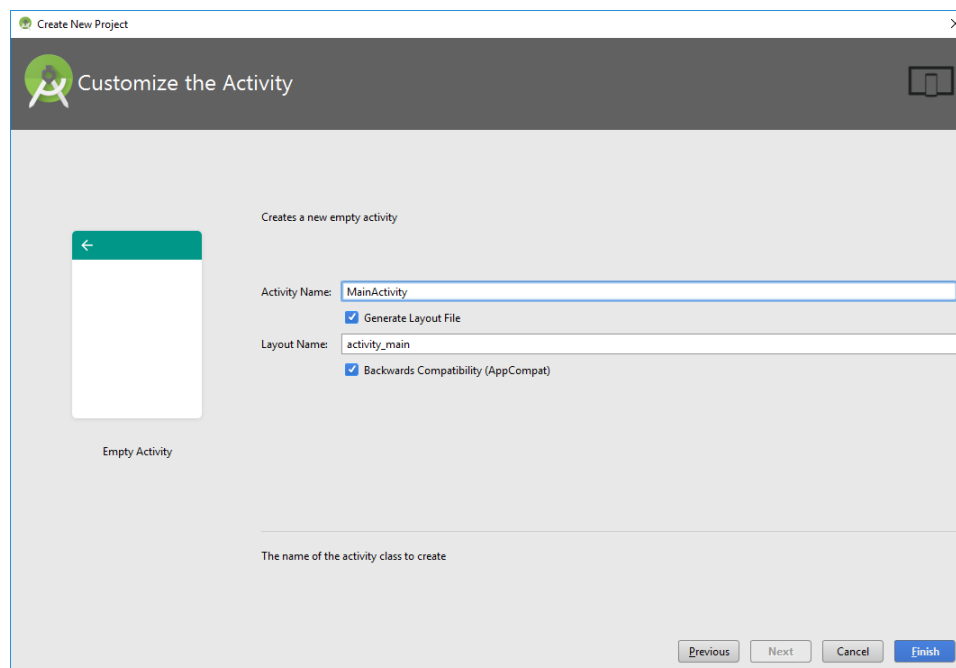 Create New Project
Customize the Activity
Creates a new empty activity
Activity Name: MainActivity
Generate Layout File
Layout Name: activity_main
Backwards Compatibility (AppCompat)
Empty Activity
The name of the activity class to create
Previous Next Cancel Finish